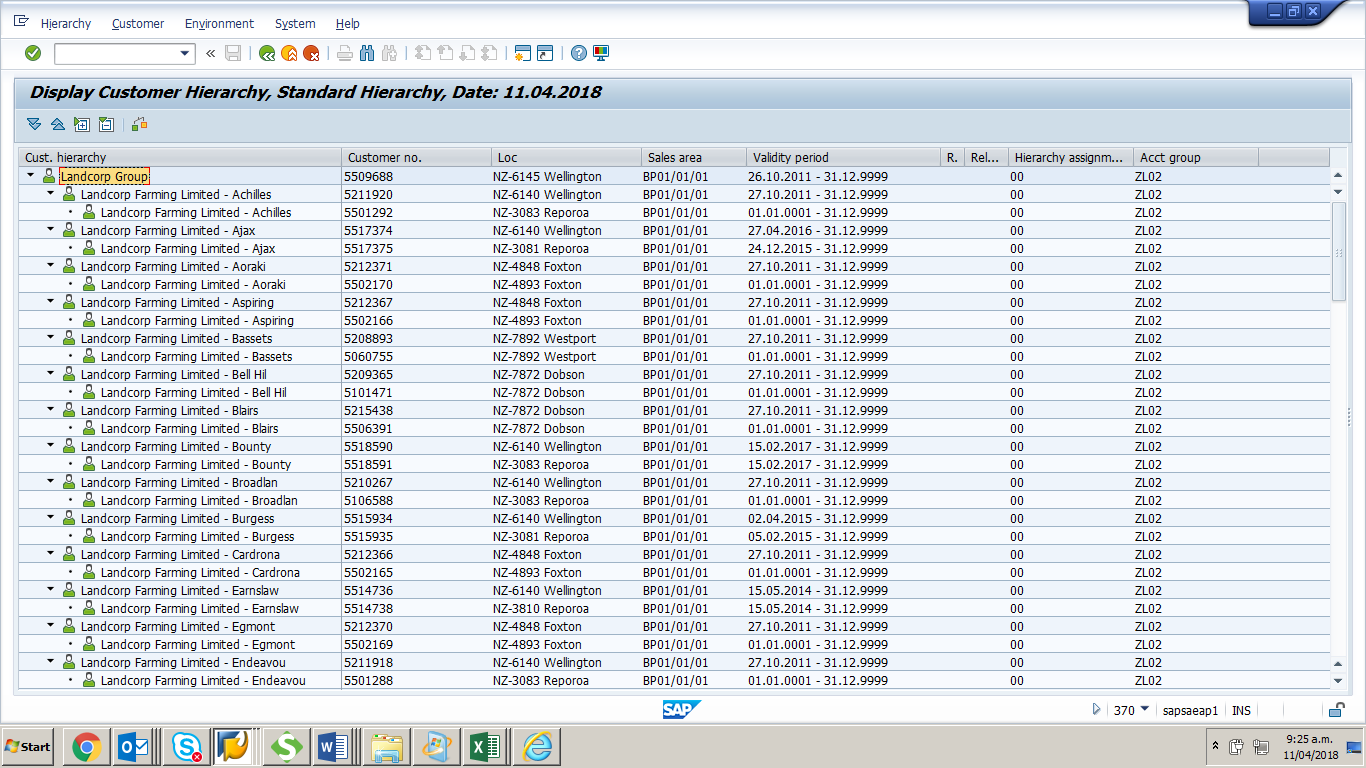 Hierarchy Customer Environment System Help
Display Customer Hierarchy, Standard Hierarchy, Date: 11.04.2018
Cust. hierarchy Customer no. Loc Sales area Validity period R. Rel... Hierarchy assignm... Acct group
Landcorp Group 5509688 NZ-6145 Wellington BP01/01/01 26.10.2011 - 31.12.9999 00 ZL02
Landcorp Farming Limited - Achilles 5211920 NZ-6140 Wellington BP01/01/01 27.10.2011 - 31.12.9999 00 ZL02
Landcorp Farming Limited - Achilles 5501292 NZ-3083 Reporoa BP01/01/01 01.01.0001 - 31.12.9999 00 ZL02
Landcorp Farming Limited - Ajax 5517374 NZ-6140 Wellington BP01/01/01 27.04.2016 - 31.12.9999 00 ZL02
Landcorp Farming Limited - Ajax 5517375 NZ-3081 Reporoa BP01/01/01 24.12.2015 - 31.12.9999 00 ZL02
Landcorp Farming Limited - Aoraki 5212371 NZ-4848 Foxton BP01/01/01 27.10.2011 - 31.12.9999 00 ZL02
Landcorp Farming Limited - Aoraki 5502170 NZ-4893 Foxton BP01/01/01 01.01.0001 - 31.12.9999 00 ZL02
Landcorp Farming Limited - Aspiring 5212367 NZ-4848 Foxton BP01/01/01 27.10.2011 - 31.12.9999 00 ZL02
Landcorp Farming Limited - Aspiring 5502166 NZ-4893 Foxton BP01/01/01 01.01.0001 - 31.12.9999 00 ZL02
Landcorp Farming Limited - Bassets 5208893 NZ-7892 Westport BP01/01/01 27.10.2011 - 31.12.9999 00 ZL02
Landcorp Farming Limited - Bassets 5060755 NZ-7892 Westport BP01/01/01 01.01.0001 - 31.12.9999 00 ZL02
Landcorp Farming Limited - Bell Hil 5209365 NZ-7872 Dobson BP01/01/01 27.10.2011 - 31.12.9999 00 ZL02
Landcorp Farming Limited - Bell Hil 5101471 NZ-7872 Dobson BP01/01/01 01.01.0001 - 31.12.9999 00 ZL02
Landcorp Farming Limited - Blairs 5215438 NZ-7872 Dobson BP01/01/01 27.10.2011 - 31.12.9999 00 ZL02
Landcorp Farming Limited - Blairs 5506391 NZ-7872 Dobson BP01/01/01 01.01.0001 - 31.12.9999 00 ZL02
Landcorp Farming Limited - Bounty 5518590 NZ-6140 Wellington BP01/01/01 15.02.2017 - 31.12.9999 00 ZL02
Landcorp Farming Limited - Bounty 5518591 NZ-3083 Reporoa BP01/01/01 15.02.2017 - 31.12.9999 00 ZL02
Landcorp Farming Limited - Broadlan 5210267 NZ-6140 Wellington BP01/01/01 27.10.2011 - 31.12.9999 00 ZL02
Landcorp Farming Limited - Broadlan 5106588 NZ-3083 Reporoa BP01/01/01 01.01.0001 - 31.12.9999 00 ZL02
Landcorp Farming Limited - Burgess 5515934 NZ-6140 Wellington BP01/01/01 02.04.2015 - 31.12.9999 00 ZL02
Landcorp Farming Limited - Burgess 5515935 NZ-3081 Reporoa BP01/01/01 05.02.2015 - 31.12.9999 00 ZL02
Landcorp Farming Limited - Cardrona 5212366 NZ-4848 Foxton BP01/01/01 27.10.2011 - 31.12.9999 00 ZL02
Landcorp Farming Limited - Cardrona 5502165 NZ-4893 Foxton BP01/01/01 01.01.0001 - 31.12.9999 00 ZL02
Landcorp Farming Limited - Earnslaw 5514736 NZ-6140 Wellington BP01/01/01 15.05.2014 - 31.12.9999 00 ZL02
Landcorp Farming Limited - Earnslaw 5514738 NZ-3810 Reporoa BP01/01/01 15.05.2014 - 31.12.9999 00 ZL02
Landcorp Farming Limited - Egmont 5212370 NZ-4848 Foxton BP01/01/01 27.10.2011 - 31.12.9999 00 ZL02
Landcorp Farming Limited - Egmont 5502169 NZ-4893 Foxton BP01/01/01 01.01.0001 - 31.12.9999 00 ZL02
Landcorp Farming Limited - Endeavou 5211918 NZ-6140 Wellington BP01/01/01 27.10.2011 - 31.12.9999 00 ZL02
Landcorp Farming Limited - Endeavou 5501288 NZ-3083 Reporoa BP01/01/01 01.01.0001 - 31.12.9999 00 ZL02
SAP 370 sapsaeap1 INS
Start 9:25 a.m.
11/04/2018